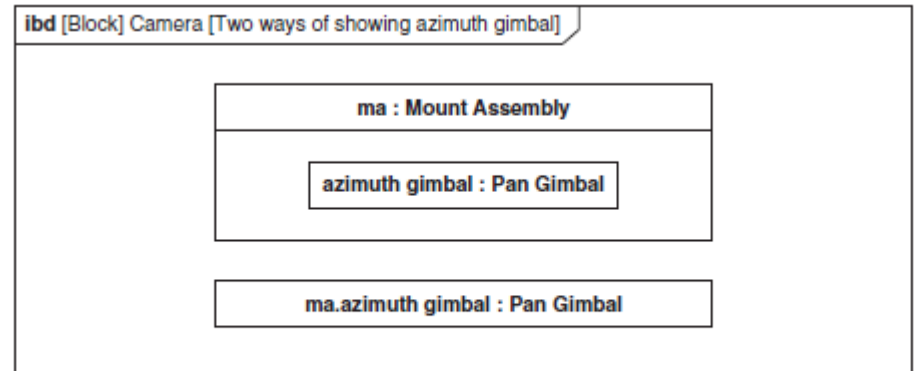 ibd [Block] Camera [Two ways of showing azimuth gimbal]
ma : Mount Assembly
azimuth gimbal : Pan Gimbal
ma.azimuth gimbal : Pan Gimbal